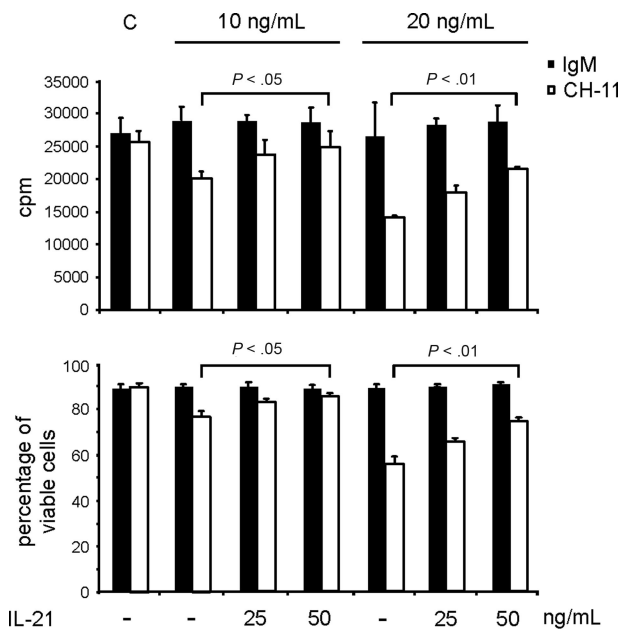 C 10 ng/mL 20 ng/mL
IgM
CH-11
P < .05 P < .01
35000
30000
25000
20000
15000
10000
5000
0
cpm
P < .05 P < .01
100
80
60
40
20
0
percentage of
viable cells
IL-21 - - 25 50 - 25 50 ng/mL